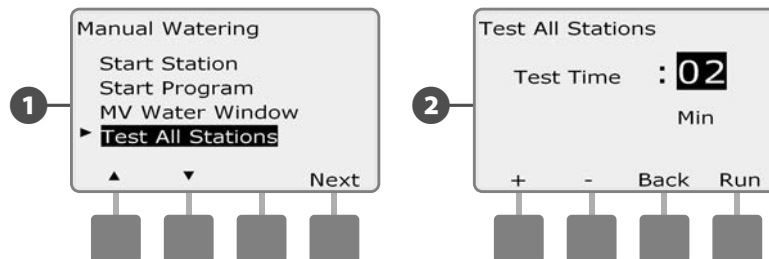 1
Manual Watering
Start Station
Start Program
MV Water Window
► Test All Stations
▲ ▼ Next
2
Test All Stations
Test Time :02
Min
+ - Back Run